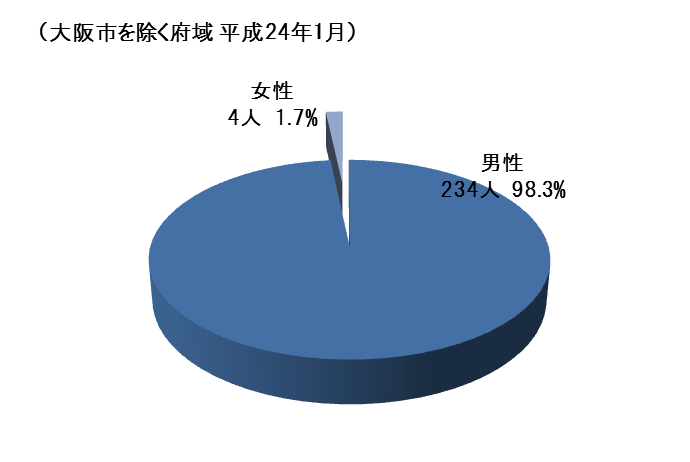 （大阪市を除く府域 平成24年1月）
女性
4人 1.7%
男性
234人 98.3%